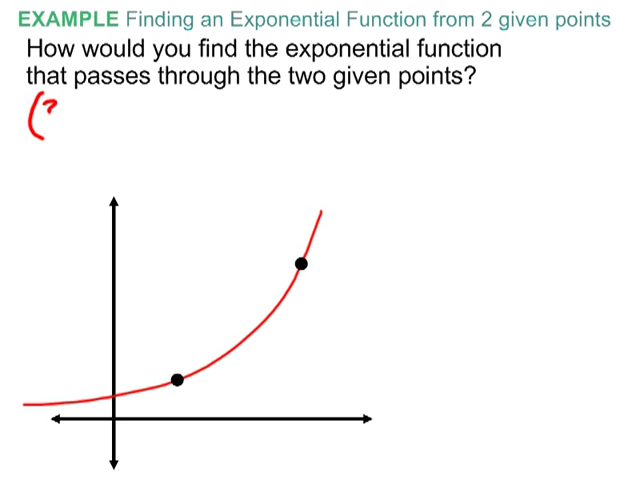 EXAMPLE Finding an Exponential Function from 2 given points
How would you find the exponential function
that passes through the two given points?
(?